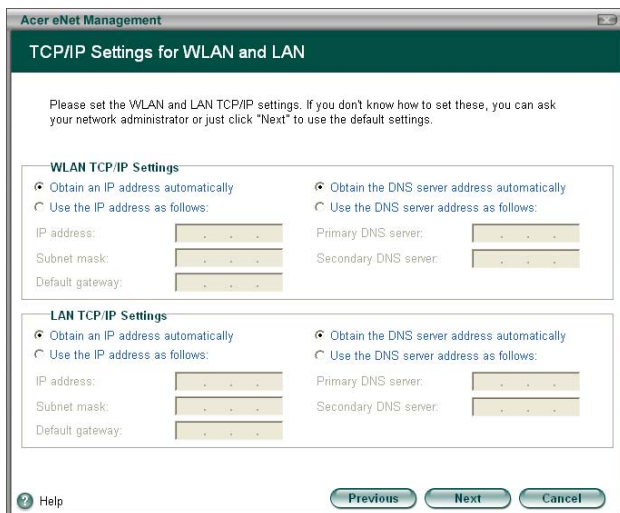 Acer eNet Management
TCP/IP Settings for WLAN and LAN
Please set the WLAN and LAN TCP/IP settings. If you don't know how to set these, you can ask
your network administrator or just click "Next" to use the default settings.
WLAN TCP/IP Settings
Obtain an IP address automatically
Use the IP address as follows:
IP address:
Subnet mask:
Default gateway:
Obtain the DNS server address automatically
Use the DNS server address as follows:
Primary DNS server:
Secondary DNS server:
LAN TCP/IP Settings
Obtain an IP address automatically
Use the IP address as follows:
IP address:
Subnet mask:
Default gateway:
Obtain the DNS server address automatically
Use the DNS server address as follows:
Primary DNS server:
Secondary DNS server:
? Help
Previous
Next
Cancel